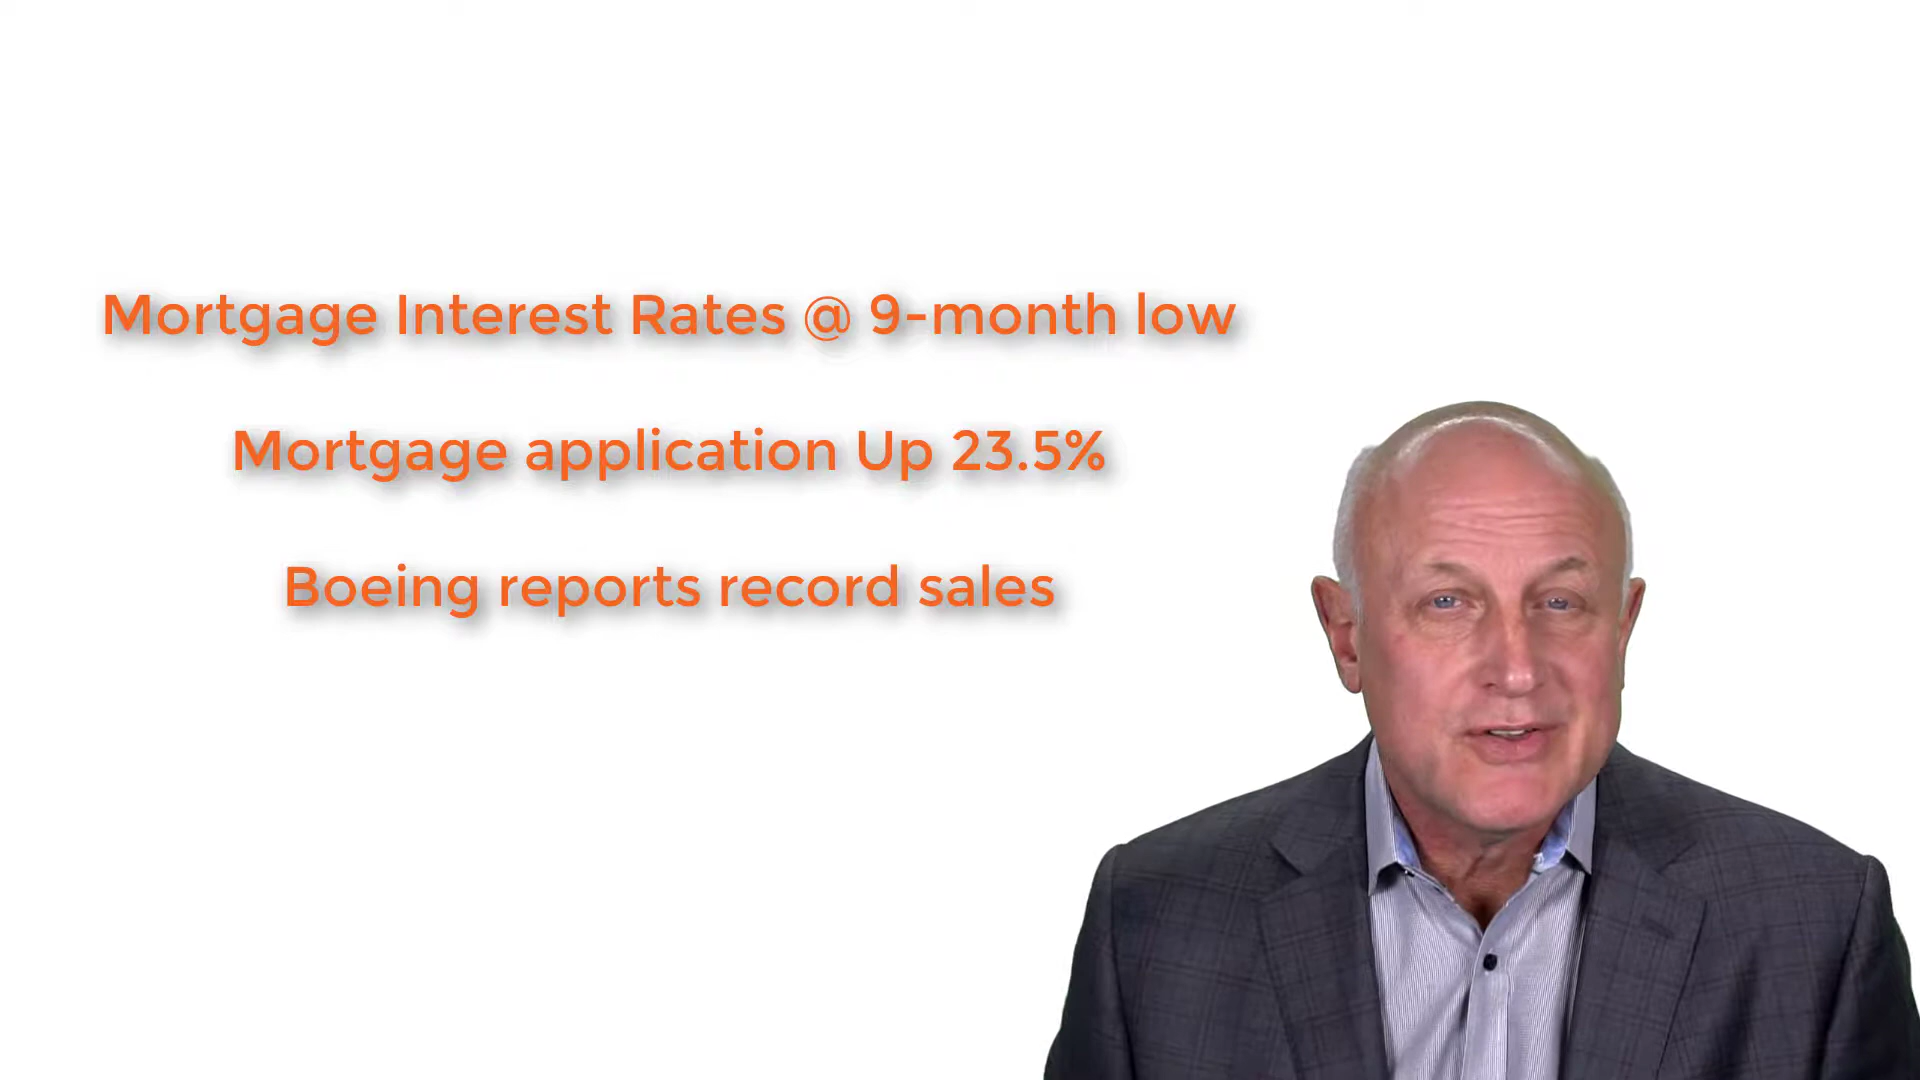 Mortgage Interest Rates @ 9-month low
Mortgage application Up 23.5%
Boeing reports record sales